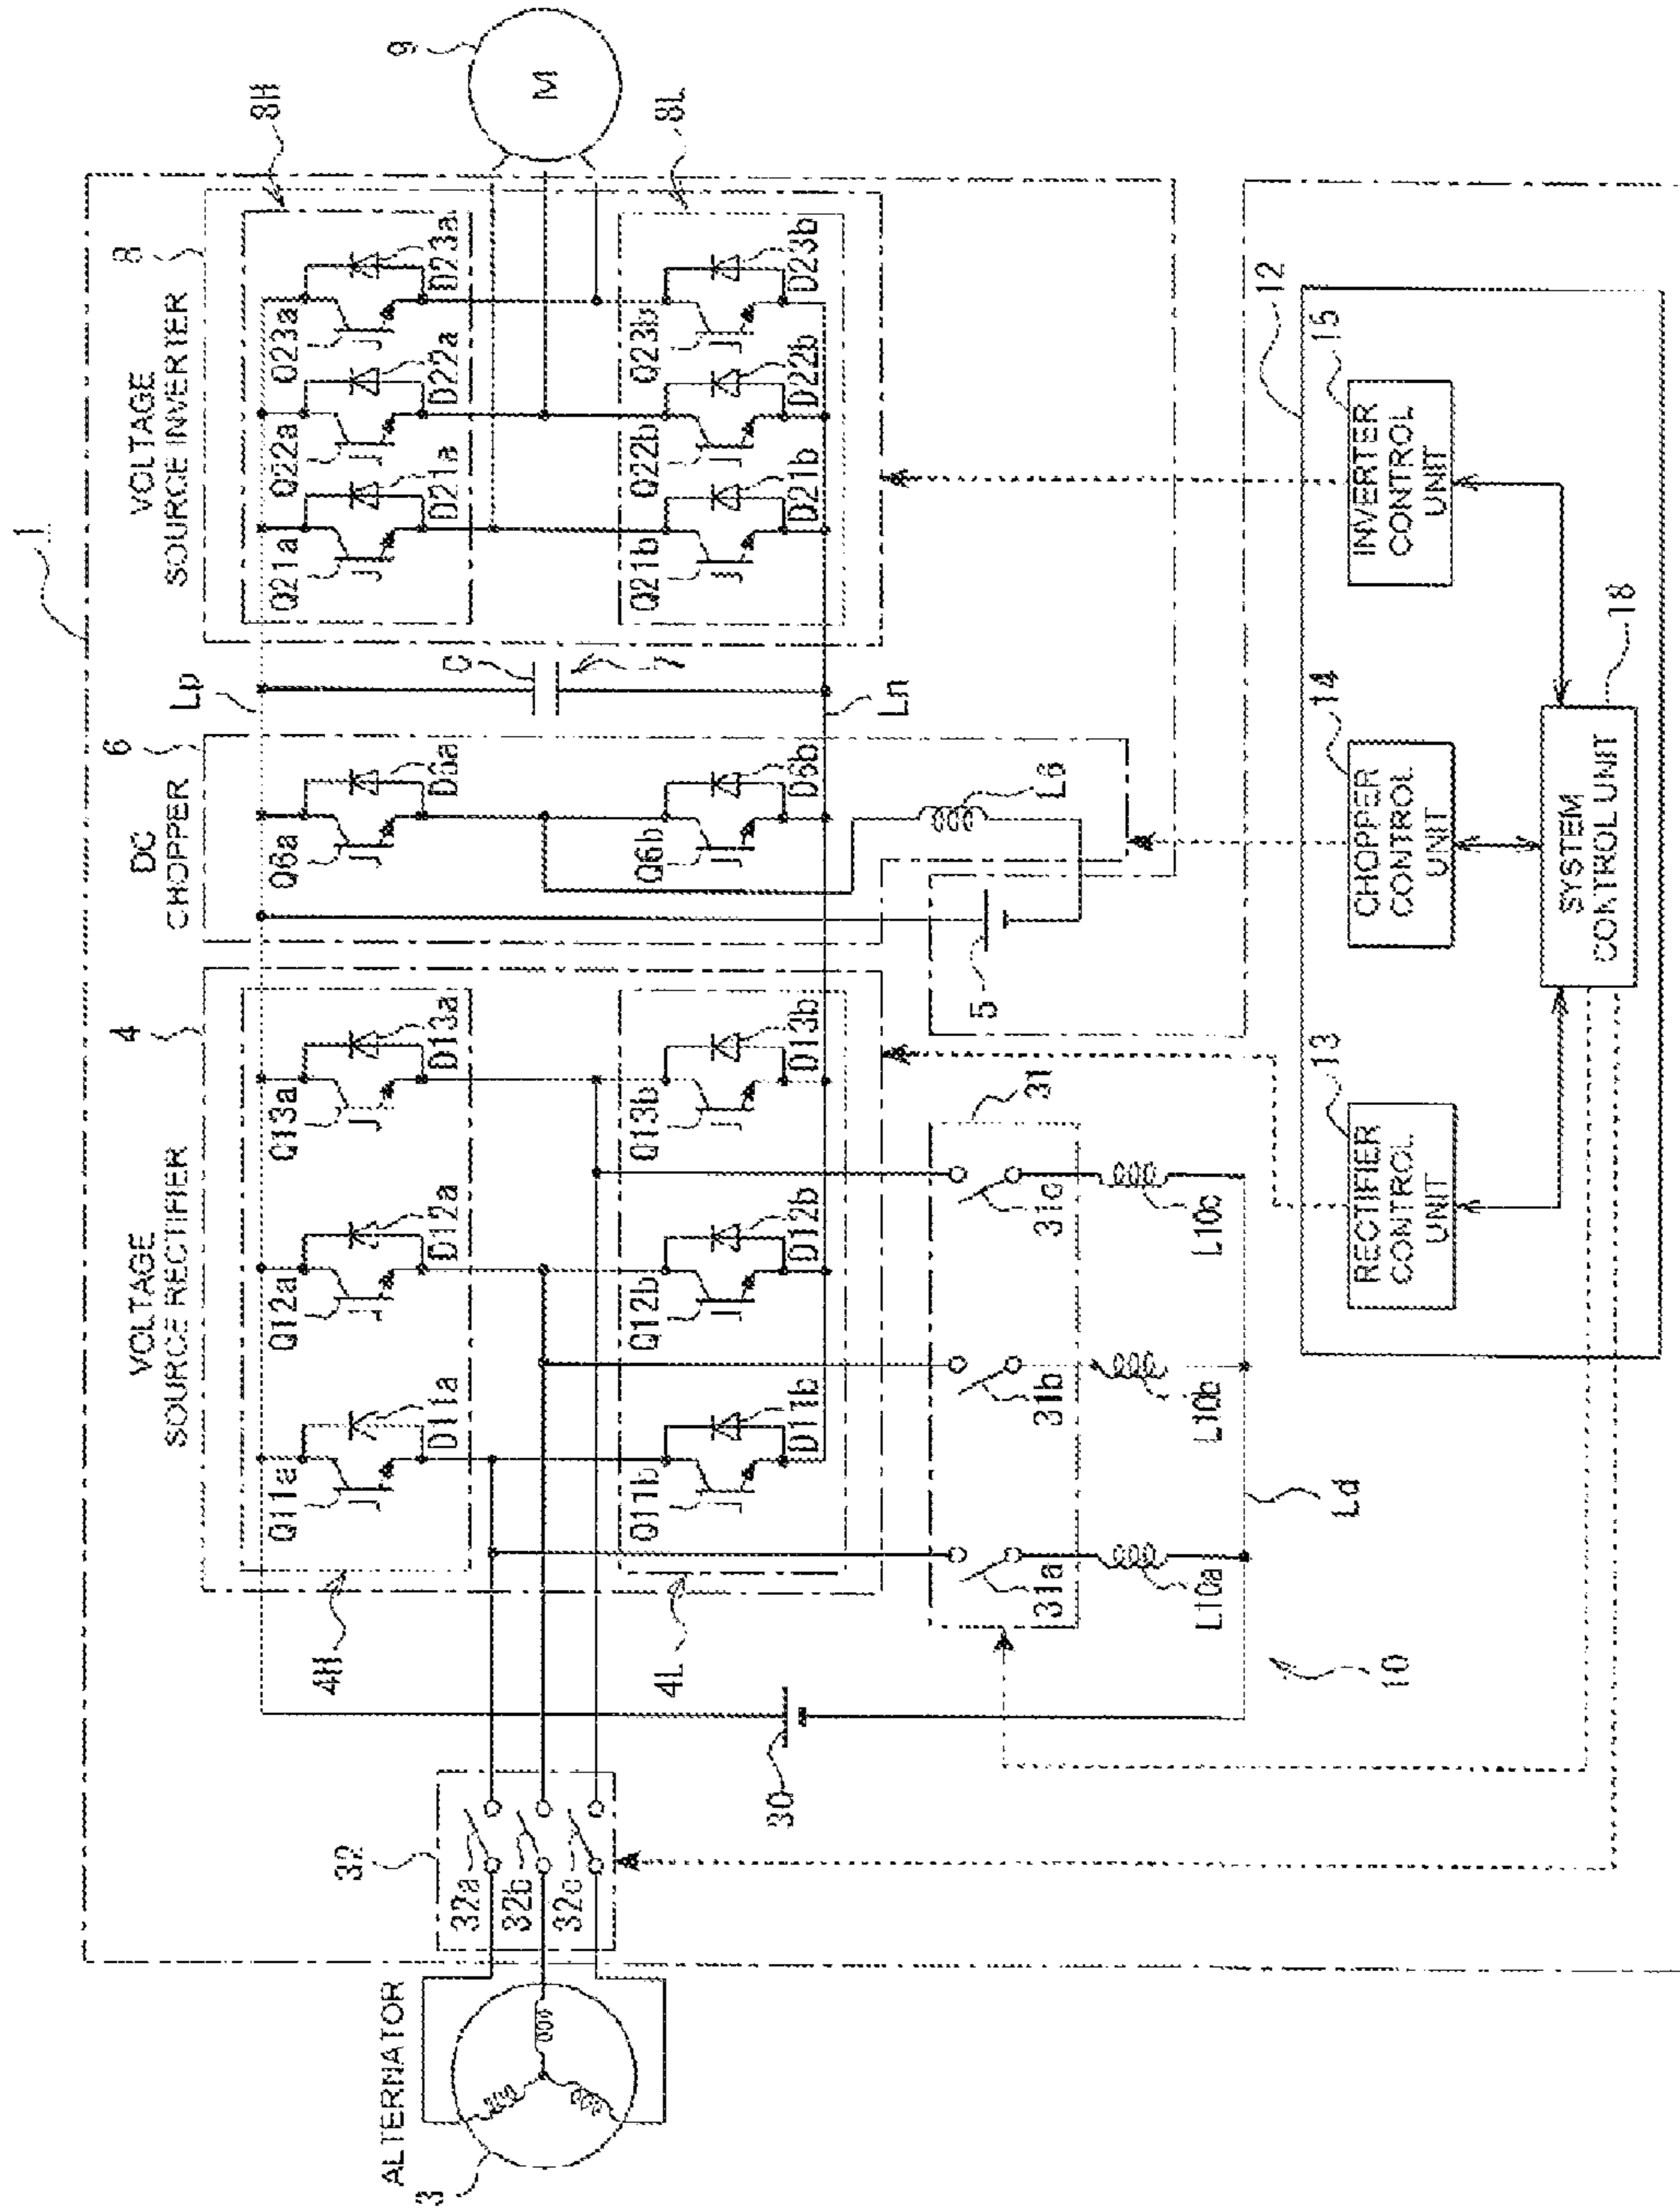 1
VOLTAGE
SOURCE RECTIFIER
4
DC
CHOPPER
6
VOLTAGE
SOURCE INVERTER
8
Lp
Q11a
D11a
Q12a
D12a
Q13a
D13a
Q6a
D6a
Q21a
D21a
Q22a
D22a
Q23a
D23a
8H
4H
ALTERNATOR
3
32
32a
32b
32c
C
7
M
9
4L
Q11b
D11b
Q12b
D12b
Q13b
D13b
Q6b
D6b
Q21b
D21b
Q22b
D22b
Q23b
D23b
8L
Ln
30
31
31a
31b
31c
5
L6
L10a
L10b
L10c
Ld
10
12
13
RECTIFIER
CONTROL
UNIT
14
CHOPPER
CONTROL
UNIT
15
INVERTER
CONTROL
UNIT
SYSTEM
CONTROL UNIT
18